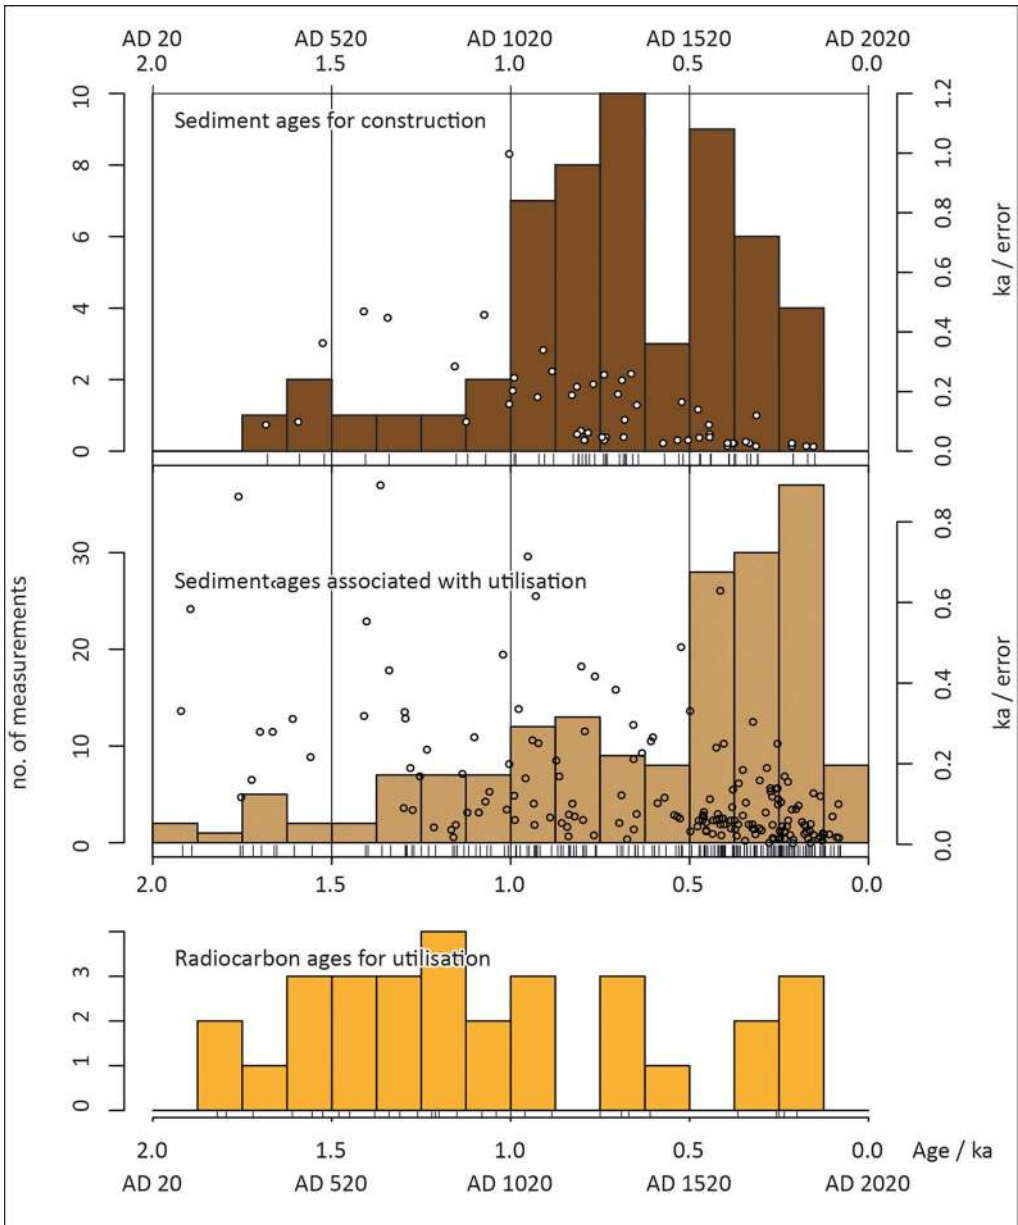 AD 20 AD 520 AD 1020 AD 1520 AD 2020
2.0 1.5 1.0 0.5 0.0
Sediment ages for construction
10
8
6
4
2
0
1.2
1.0
0.8
0.6
0.4
0.2
0.0
ka / error
Sediment ages associated with utilisation
no. of measurements
30
20
10
0
0.8
0.6
0.4
0.2
0.0
ka / error
2.0 1.5 1.0 0.5 0.0
Radiocarbon ages for utilisation
3
2
1
0
2.0 1.5 1.0 0.5 0.0 Age / ka
AD 20 AD 520 AD 1020 AD 1520 AD 2020